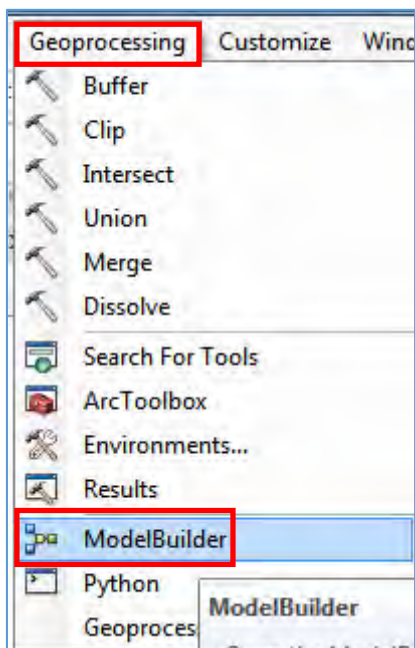 Geoprocessing Customize
Buffer
Clip
Intersect
Union
Merge
Dissolve
Search For Tools
ArcToolbox
Environments...
Results
ModelBuilder
Python
ModelBuilder